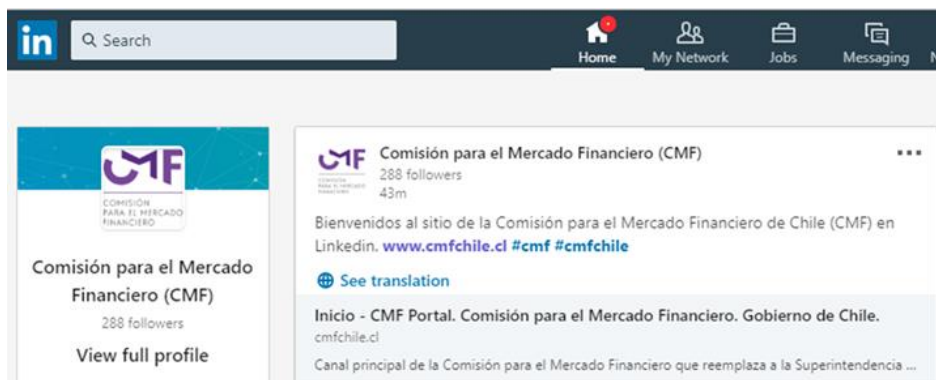 in Search
Home My Network Jobs Messaging N
CMF
COMISIÓN
PARA EL MERCADO
FINANCIERO
Comisión para el Mercado
Financiero (CMF)
288 followers
View full profile
CMF Comisión para el Mercado Financiero (CMF)
288 followers
43m
Bienvenidos al sitio de la Comisión para el Mercado Financiero de Chile (CMF) en
Linkedin. www.cmfchile.cl #cmf #cmfchile
See translation
Inicio - CMF Portal. Comisión para el Mercado Financiero. Gobierno de Chile.
cmfchile.cl
Canal principal de la Comisión para el Mercado Financiero que reemplaza a la Superintendencia ...